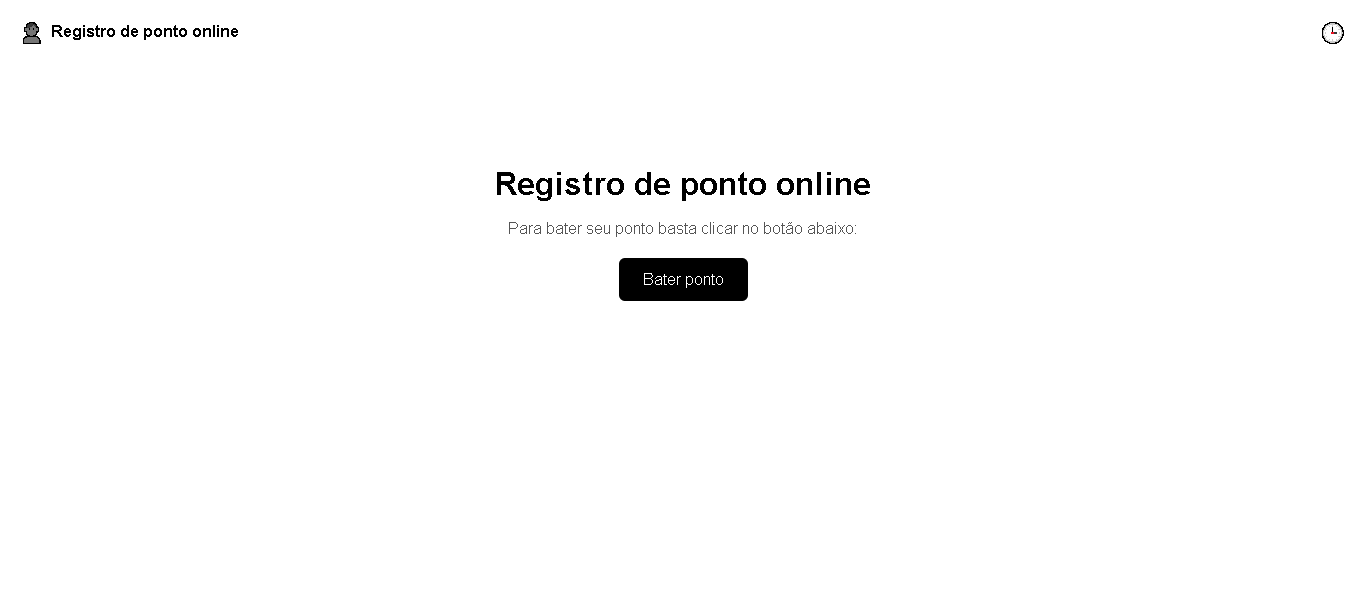 Registro de ponto online
Registro de ponto online
Para bater seu ponto basta clicar no botão abaixo:
Bater ponto